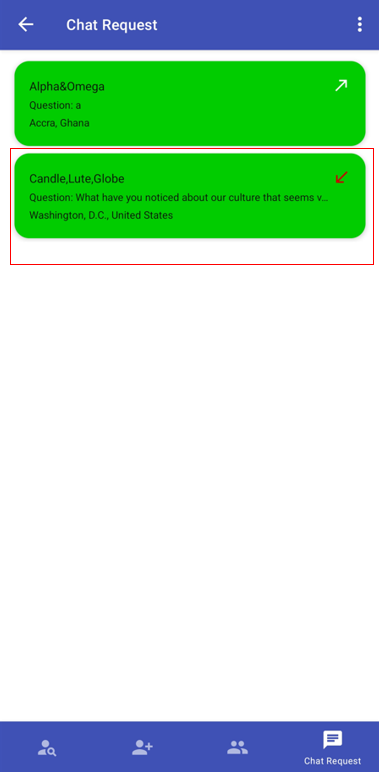 Chat Request
Alpha&Omega
Question: a
Accra, Ghana
Candle,Lute,Globe
Question: What have you noticed about our culture that seems v...
Washington, D.C., United States
Chat Request